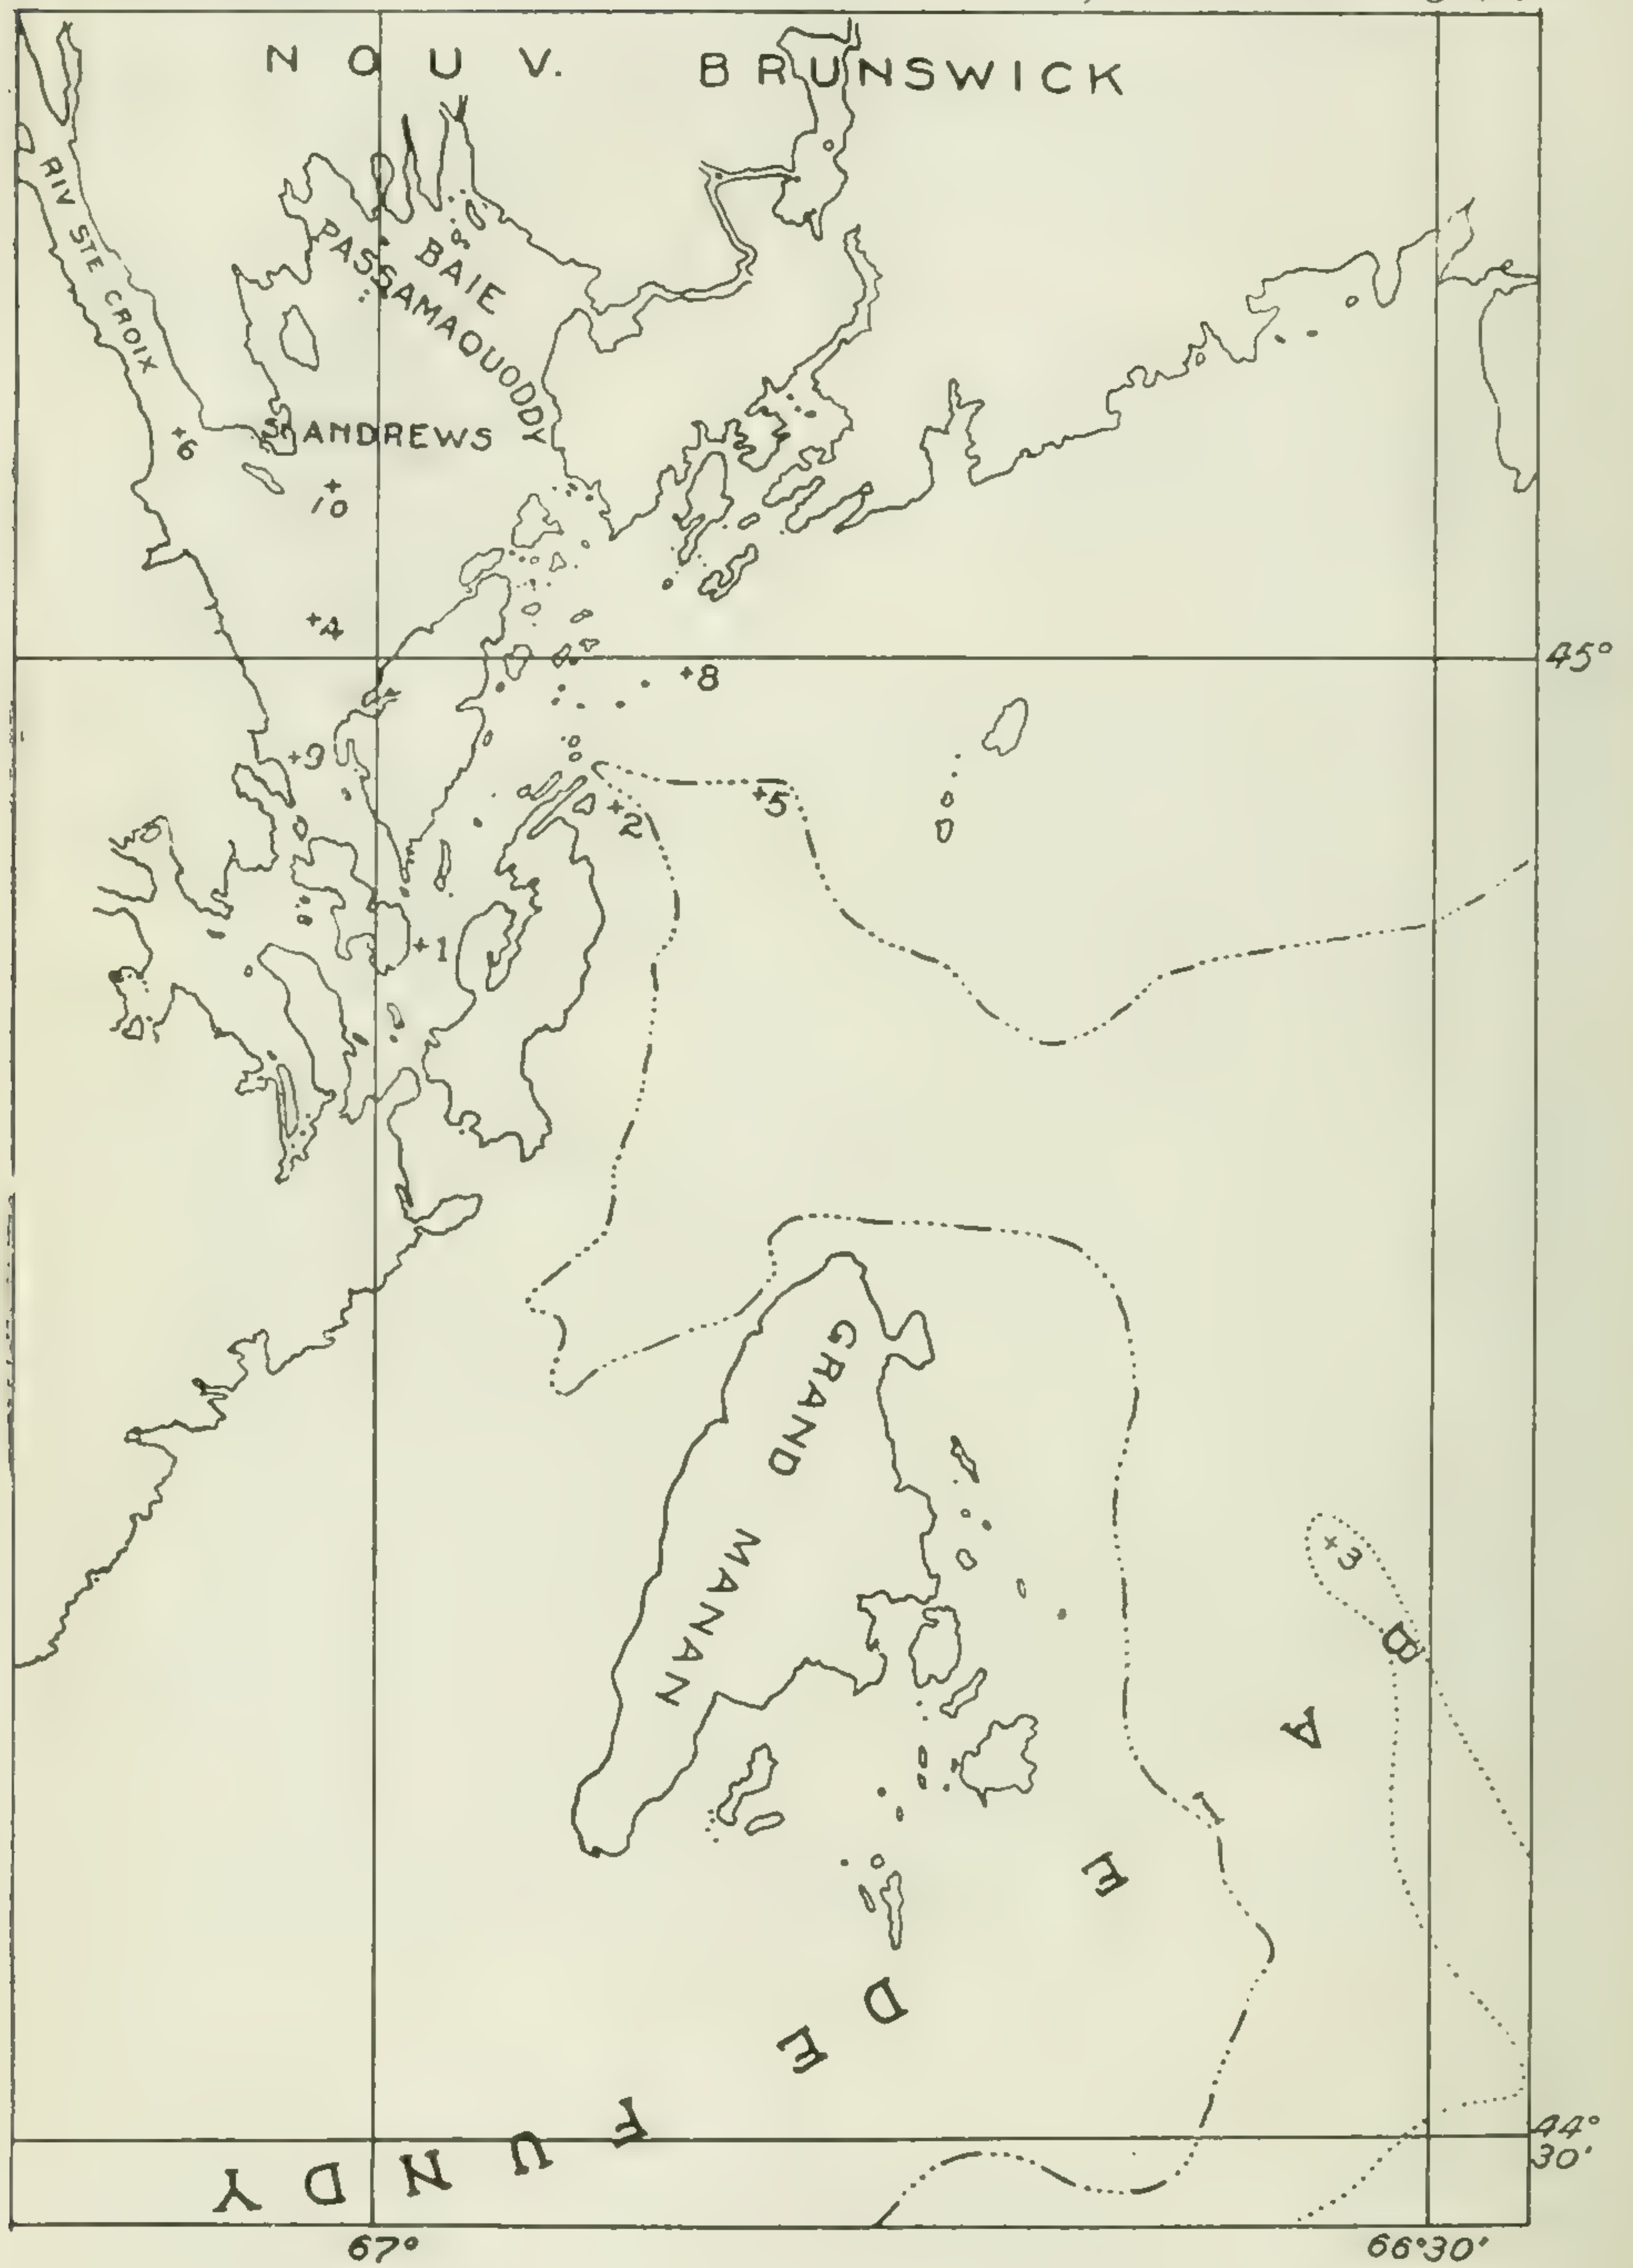 NOUV. BRUNSWICK
RIV STE CROIX
BAIE
PASSAMAQUODDY
ST ANDREWS
+6
+10
+4
45°
+8
+9
+5
+2
+1
GRAND MANAN
+3
BAIE DE FUNDY
44°
30'
67°
66°30'